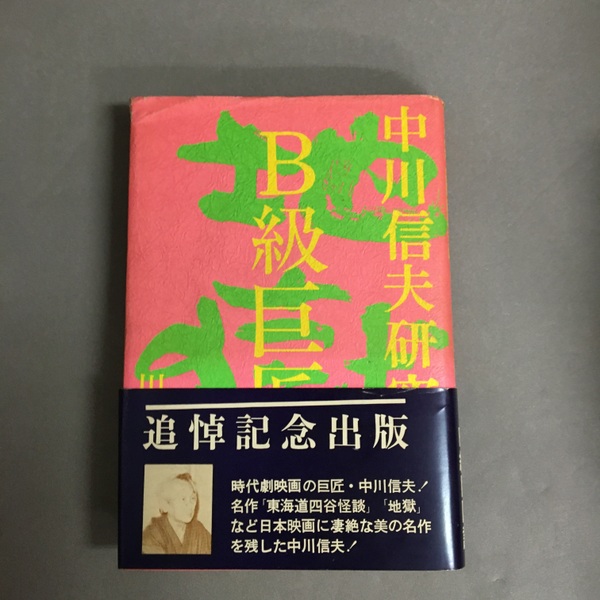 中川信夫研究
B級巨匠
追悼記念出版
時代劇映画の巨匠・中川信夫!
名作「東海道四谷怪談」「地獄」
など日本映画に凄絶な美の名作
を残した中川信夫!